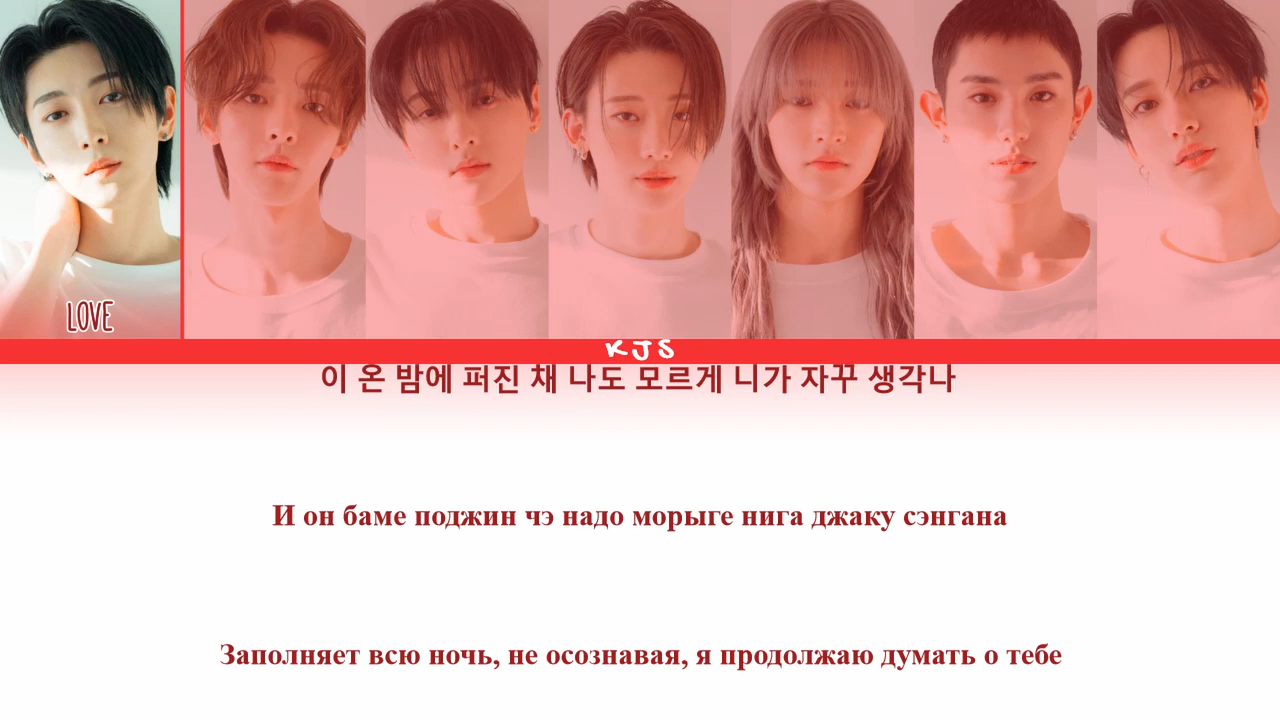 LOVE
KJS
이 온 밤에 퍼진 채 나도 모르게 니가 자꾸 생각나
И он баме поджин чэ надо морыге нига джаку сэнгана
Заполняет всю ночь, не осознавая, я продолжаю думать о тебе